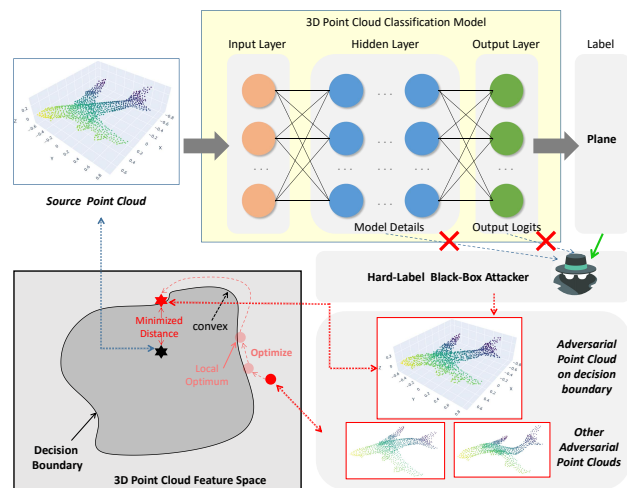 3D Point Cloud Classification Model
Input Layer
Hidden Layer
Output Layer
Label
...
...
...
...
...
...
...
Plane
Source Point Cloud
Model Details
Output Logits
Hard-Label Black-Box Attacker
Minimized
Distance
convex
Optimize
Local
Optimum
Decision
Boundary
3D Point Cloud Feature Space
Adversarial
Point Cloud
on decision
boundary
Other
Adversarial
Point Clouds